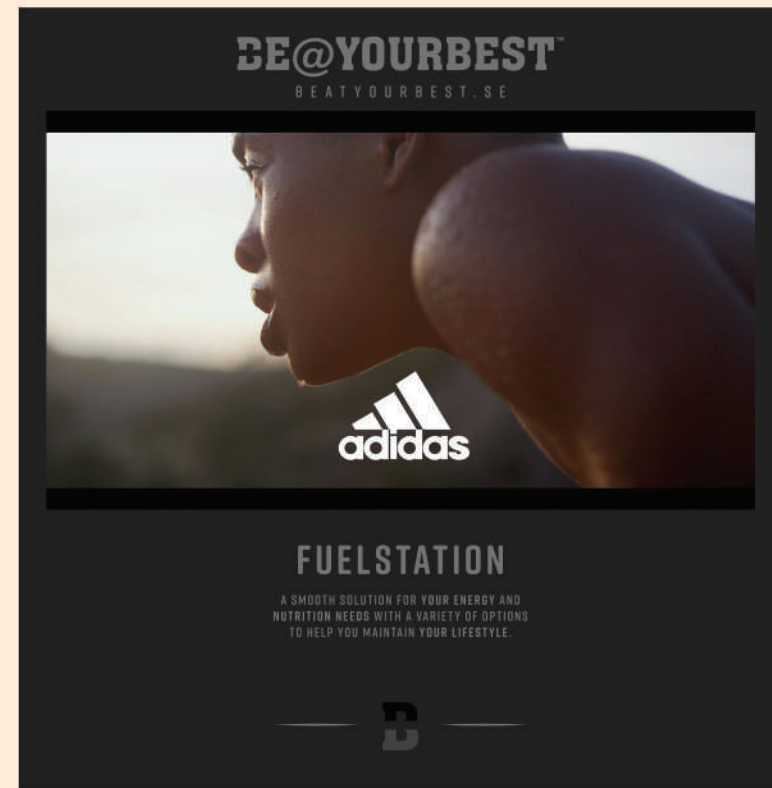 BE@YOURBEST™
BEATYOURBEST.SE
adidas
FUELSTATION
A SMOOTH SOLUTION FOR YOUR ENERGY AND
NUTRITION NEEDS WITH A VARIETY OF OPTIONS
TO HELP YOU MAINTAIN YOUR LIFESTYLE.
B